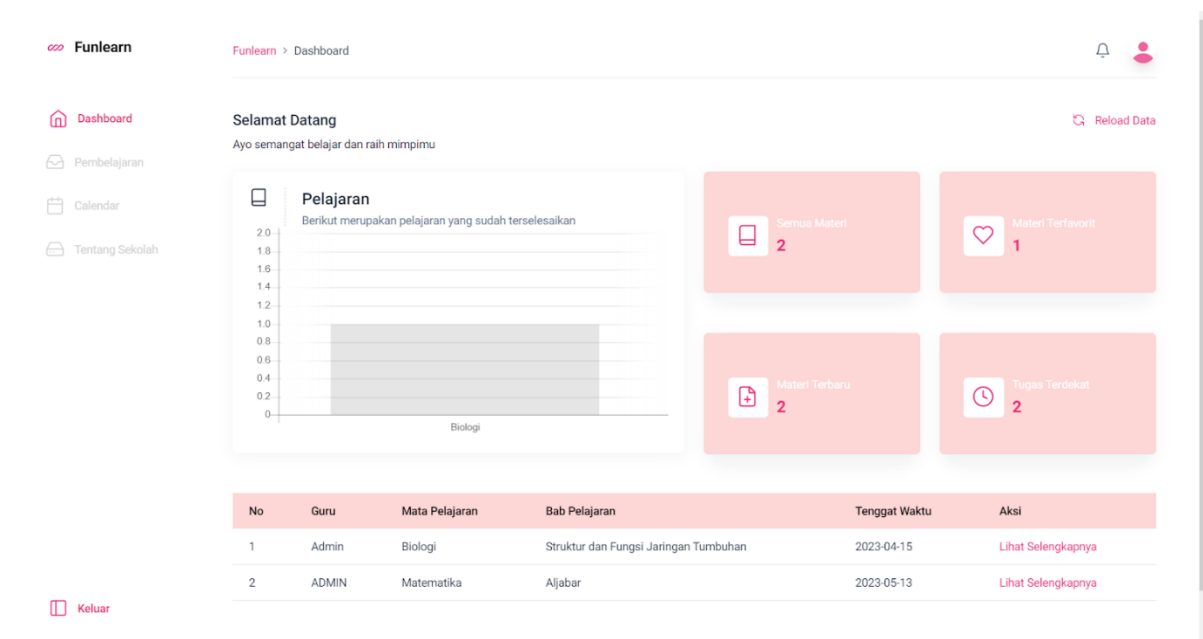 Funlearn
Funlearn > Dashboard
Dashboard
Pembelajaran
Calendar
Tentang Sekolah
Keluar
Selamat Datang
Ayo semangat belajar dan raih mimpimu
Reload Data
Pelajaran
Berikut merupakan pelajaran yang sudah terselesaikan
2.0
1.8
1.6
1.4
1.2
1.0
0.8
0.6
0.4
0.2
0
Biologi
Semua Materi
2
Materi Terfavorit
1
Materi Terbaru
2
Tugas Terdekat
2
No Guru Mata Pelajaran Bab Pelajaran Tenggat Waktu Aksi
1 Admin Biologi Struktur dan Fungsi Jaringan Tumbuhan 2023-04-15 Lihat Selengkapnya
2 ADMIN Matematika Aljabar 2023-05-13 Lihat Selengkapnya